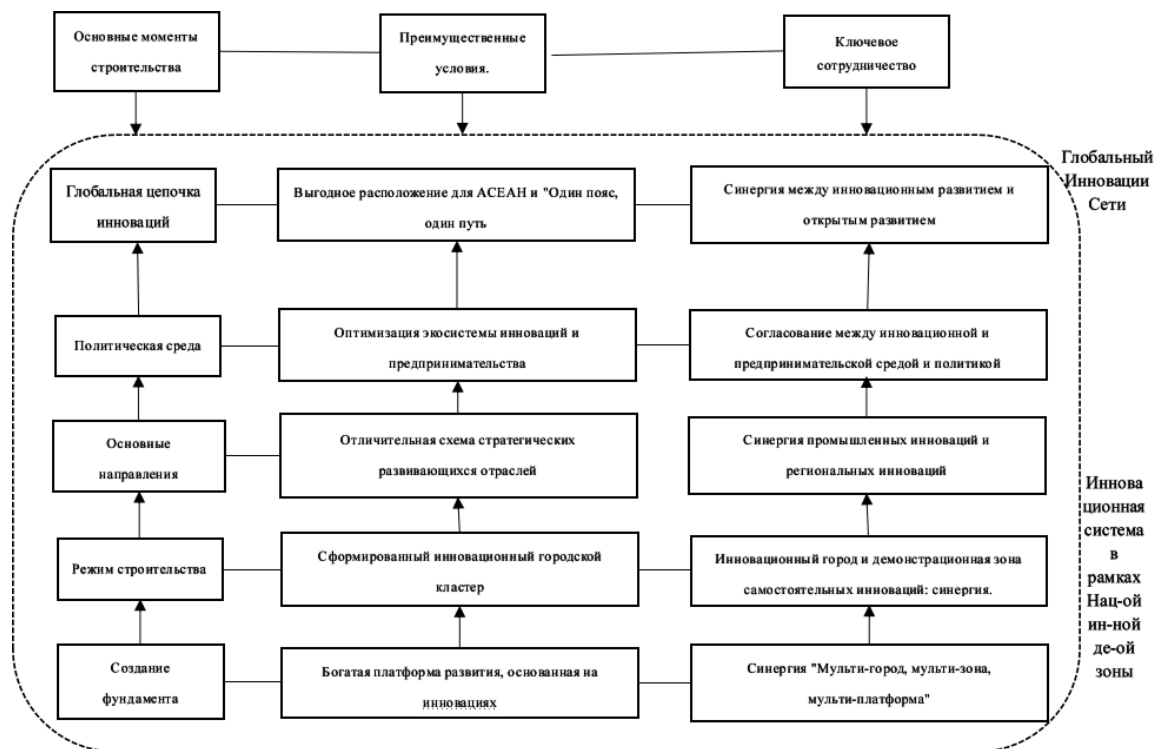 Основные моменты
строительства
Преимущественные
условия.
Ключевое
сотрудничество
Глобальный
Инновации
Сети
Глобальная цепочка
инноваций
Выгодное расположение для АСЕАН и "Один пояс,
один путь
Синергия между инновационным развитием и
открытым развитием
Политическая среда
Оптимизация экосистемы инноваций и
предпринимательства
Согласование между инновационной и
предпринимательской средой и политикой
Основные
направления
Отличительная схема стратегических
развивающихся отраслей
Синергия промышленных инноваций и
региональных инноваций
Режим строительства
Сформированный инновационный городской
кластер
Инновационный город и демонстрационная зона
самостоятельных инноваций: синергия.
Создание
фундамента
Богатая платформа развития, основанная на
инновациях
Синергия "Мульти-город, мульти-зона,
мульти-платформа"
Иннова
ционная
система
в
рамках
Нац-ой
ин-ной
де-ой
зоны